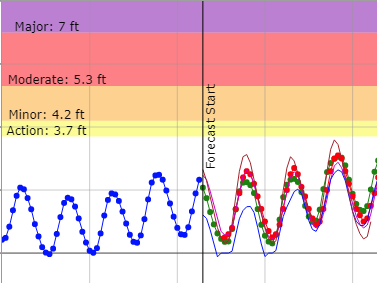 Major: 7 ft
Moderate: 5.3 ft
Minor: 4.2 ft
Action: 3.7 ft
Forecast Start